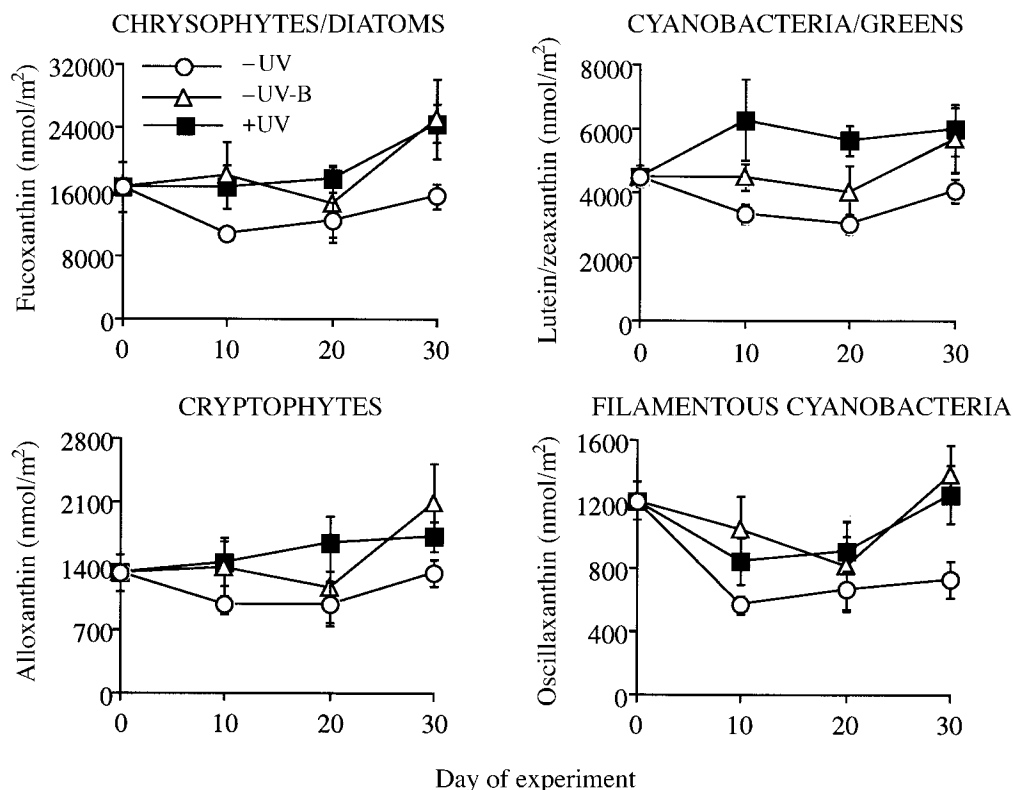 CHRYSOPHYTES/DIATOMS
Fucoxanthin (nmol/m²)
32000
24000
16000
8000
0
−UV
−UV-B
+UV
0 10 20 30
CYANOBACTERIA/GREENS
Lutein/zeaxanthin (nmol/m²)
8000
6000
4000
2000
0
0 10 20 30
CRYPTOPHYTES
Alloxanthin (nmol/m²)
2800
2100
1400
700
0
0 10 20 30
FILAMENTOUS CYANOBACTERIA
Oscillaxanthin (nmol/m²)
1600
1200
800
400
0
0 10 20 30
Day of experiment